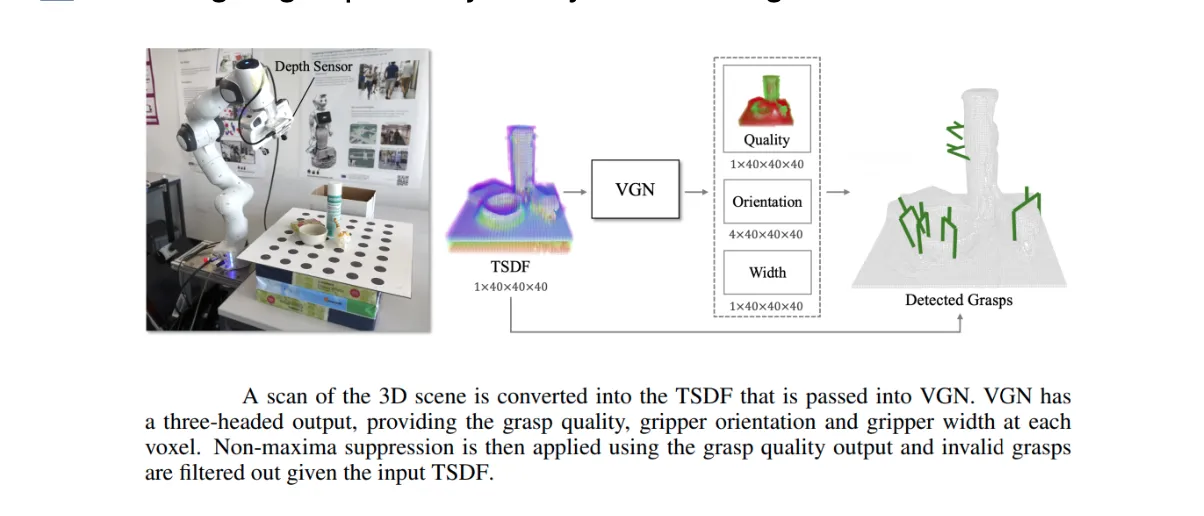 Depth Sensor
TSDF
1×40×40×40
VGN
Quality
1×40×40×40
Orientation
4×40×40×40
Width
1×40×40×40
Detected Grasps
A scan of the 3D scene is converted into the TSDF that is passed into VGN. VGN has
a three-headed output, providing the grasp quality, gripper orientation and gripper width at each
voxel. Non-maxima suppression is then applied using the grasp quality output and invalid grasps
are filtered out given the input TSDF.